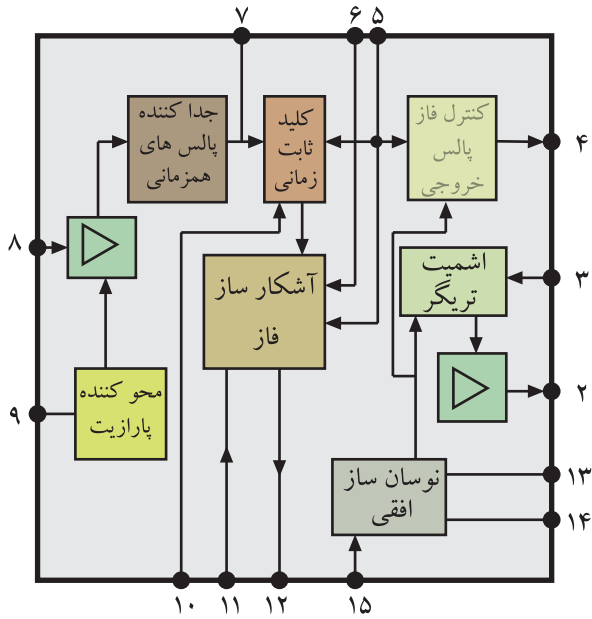 ۷
۶
۵
جدا کننده
پالس های
همزمانی
کلید
ثابت
زمانی
کنترل فاز
پالس
خروجی
۴
۸
آشکار ساز
فاز
اشمیت
تریگر
۳
۲
محو کننده
پارازیت
۹
نوسان ساز
افقی
۱۳
۱۴
۱۰
۱۱
۱۲
۱۵